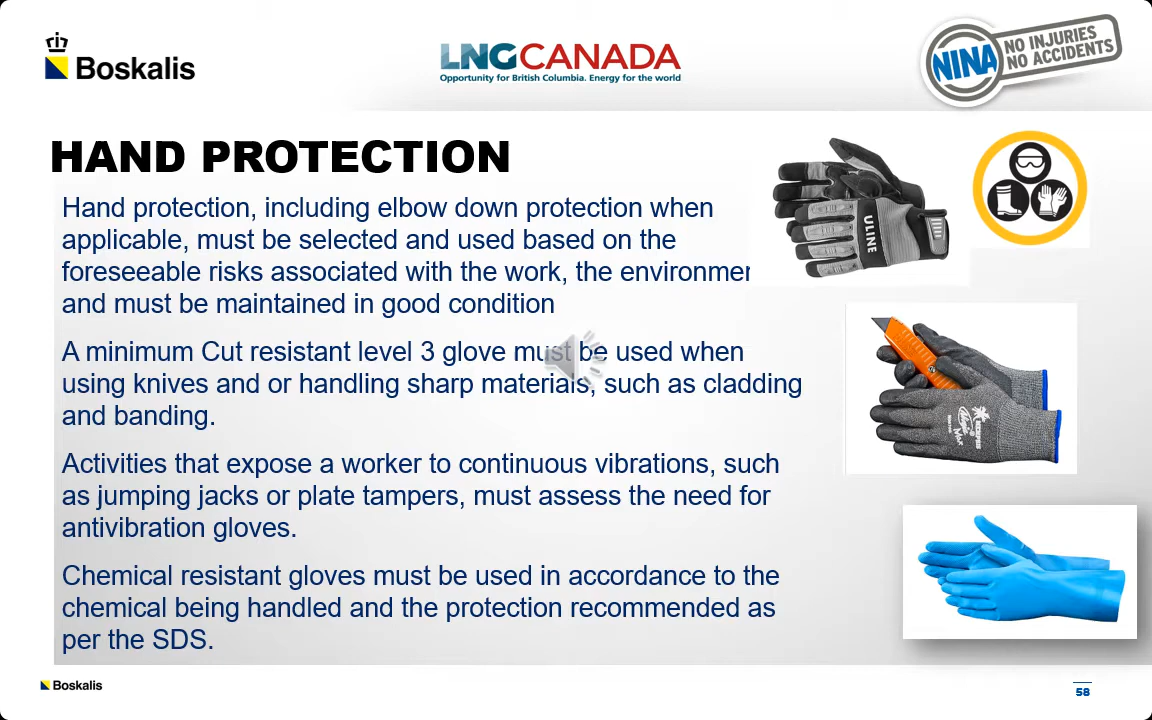 Boskalis
LNGCANADA
Opportunity for British Columbia. Energy for the world
NINA
NO INJURIES
NO ACCIDENTS
HAND PROTECTION
Hand protection, including elbow down protection when
applicable, must be selected and used based on the
foreseeable risks associated with the work, the environmen
and must be maintained in good condition
A minimum Cut resistant level 3 glove must be used when
using knives and or handling sharp materials, such as cladding
and banding.
Activities that expose a worker to continuous vibrations, such
as jumping jacks or plate tampers, must assess the need for
antivibration gloves.
Chemical resistant gloves must be used in accordance to the
chemical being handled and the protection recommended as
per the SDS.
ULINE
Ninja
Max
Boskalis
58